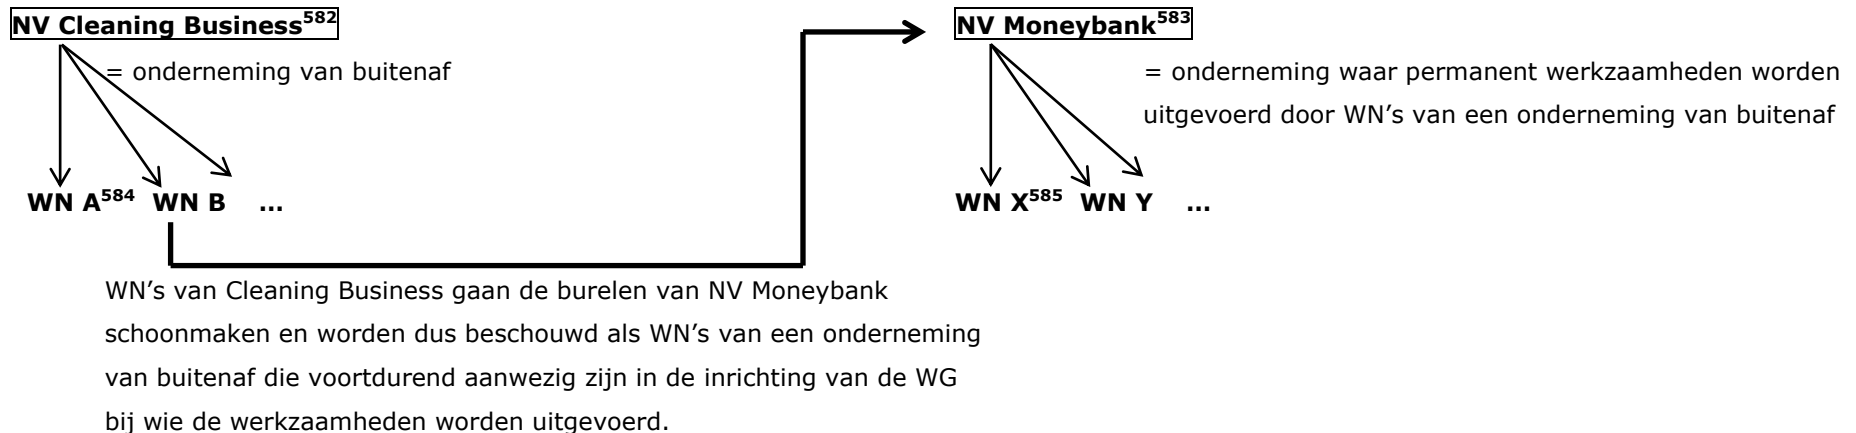 NV Cleaning Business582
NV Moneybank583
= onderneming van buitenaf
= onderneming waar permanent werkzaamheden worden
uitgevoerd door WN’s van een onderneming van buitenaf
WN A584 WN B ...
WN X585 WN Y ...
WN’s van Cleaning Business gaan de burelen van NV Moneybank
schoonmaken en worden dus beschouwd als WN’s van een onderneming
van buitenaf die voortdurend aanwezig zijn in de inrichting van de WG
bij wie de werkzaamheden worden uitgevoerd.